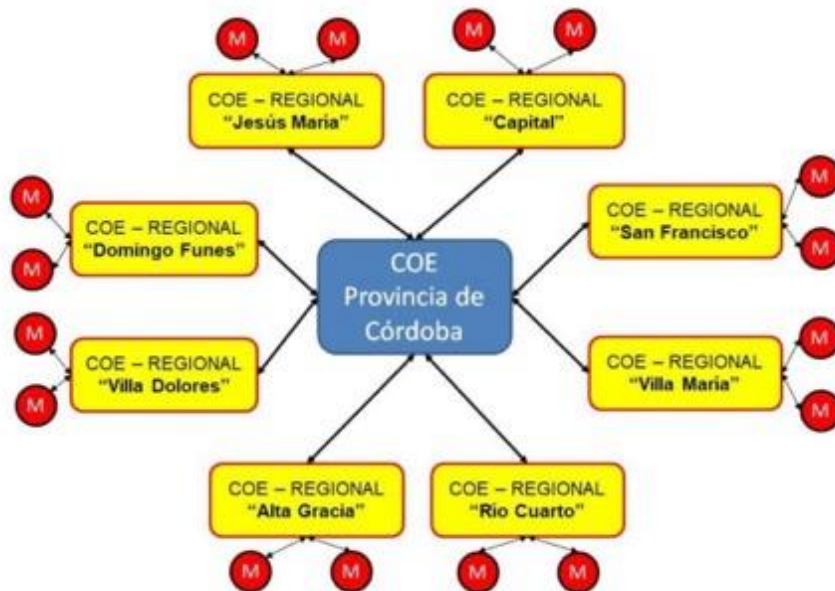 M
M
M
M
COE – REGIONAL
“Jesús María”
COE – REGIONAL
“Capital”
M
M
COE – REGIONAL
“Domingo Funes”
COE – REGIONAL
“San Francisco”
M
M
COE
Provincia de
Córdoba
M
M
COE – REGIONAL
“Villa Dolores”
COE – REGIONAL
“Villa María”
M
M
COE – REGIONAL
“Alta Gracia”
COE – REGIONAL
“Río Cuarto”
M
M
M
M